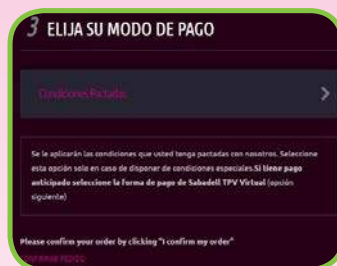 3 ELIJA SU MODO DE PAGO
Condiciones Pactadas
Se le aplicarán las condiciones que usted tenga pactadas con nosotros. Seleccione
esta opción solo en caso de disponer de condiciones especiales.Si tiene pago
anticipado seleccione la forma de pago de Sabadell TPV Virtual (opción
siguiente)
Please confirm your order by clicking "I confirm my order"
CONFIRMAR PEDIDO